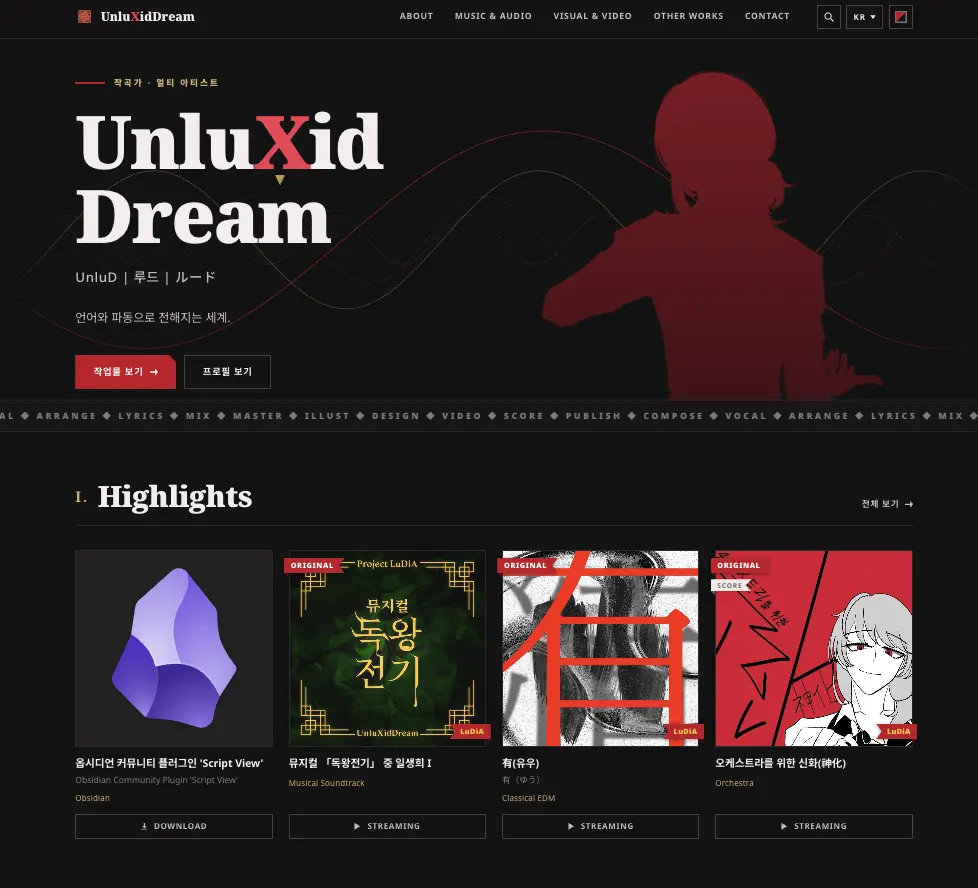 UnluXidDream
ABOUT MUSIC & AUDIO VISUAL & VIDEO OTHER WORKS CONTACT KR ▼
작곡가 · 멀티 아티스트
UnluXid
Dream
UnluD | 루드 | ルード
언어와 파동으로 전해지는 세계.
작업물 보기 → 프로필 보기
AL ◆ ARRANGE ◆ LYRICS ◆ MIX ◆ MASTER ◆ ILLUST ◆ DESIGN ◆ VIDEO ◆ SCORE ◆ PUBLISH ◆ COMPOSE ◆ VOCAL ◆ ARRANGE ◆ LYRICS ◆ MIX ◆
I. Highlights
전체 보기 →
ORIGINAL
Project LuDiA
뮤지컬
독왕
전기
UnluXidDream
LuDiA
ORIGINAL
有
LuDiA
ORIGINAL
SCORE
神化
LuDiA
옵시디언 커뮤니티 플러그인 'Script View'
Obsidian Community Plugin 'Script View'
Obsidian
DOWNLOAD
뮤지컬 「독왕전기」 중 일생희 I
Musical Soundtrack
STREAMING
有(유우)
有（ゆう）
Classical EDM
STREAMING
오케스트라를 위한 신화(神化)
Orchestra
STREAMING